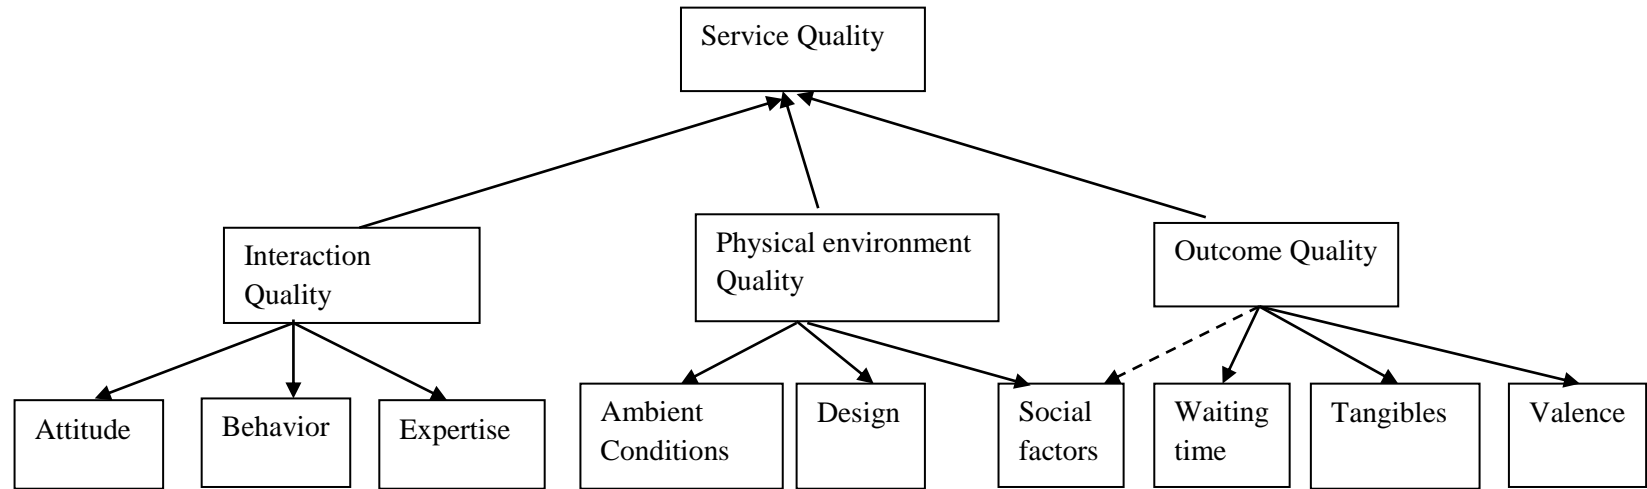 Service Quality
Interaction
Quality
Physical environment
Quality
Outcome Quality
Attitude
Behavior
Expertise
Ambient
Conditions
Design
Social
factors
Waiting
time
Tangibles
Valence